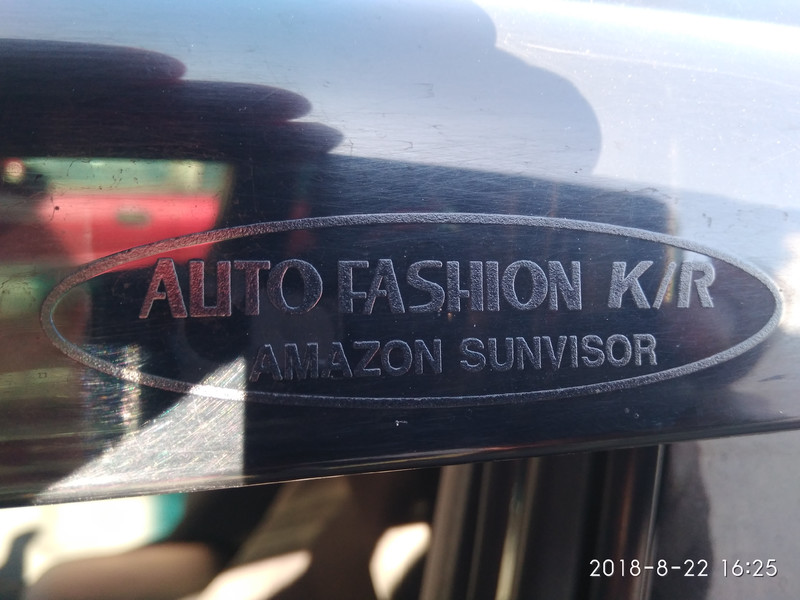 AUTO FASHION K/R
AMAZON SUNVISOR
2018-8-22 16:25